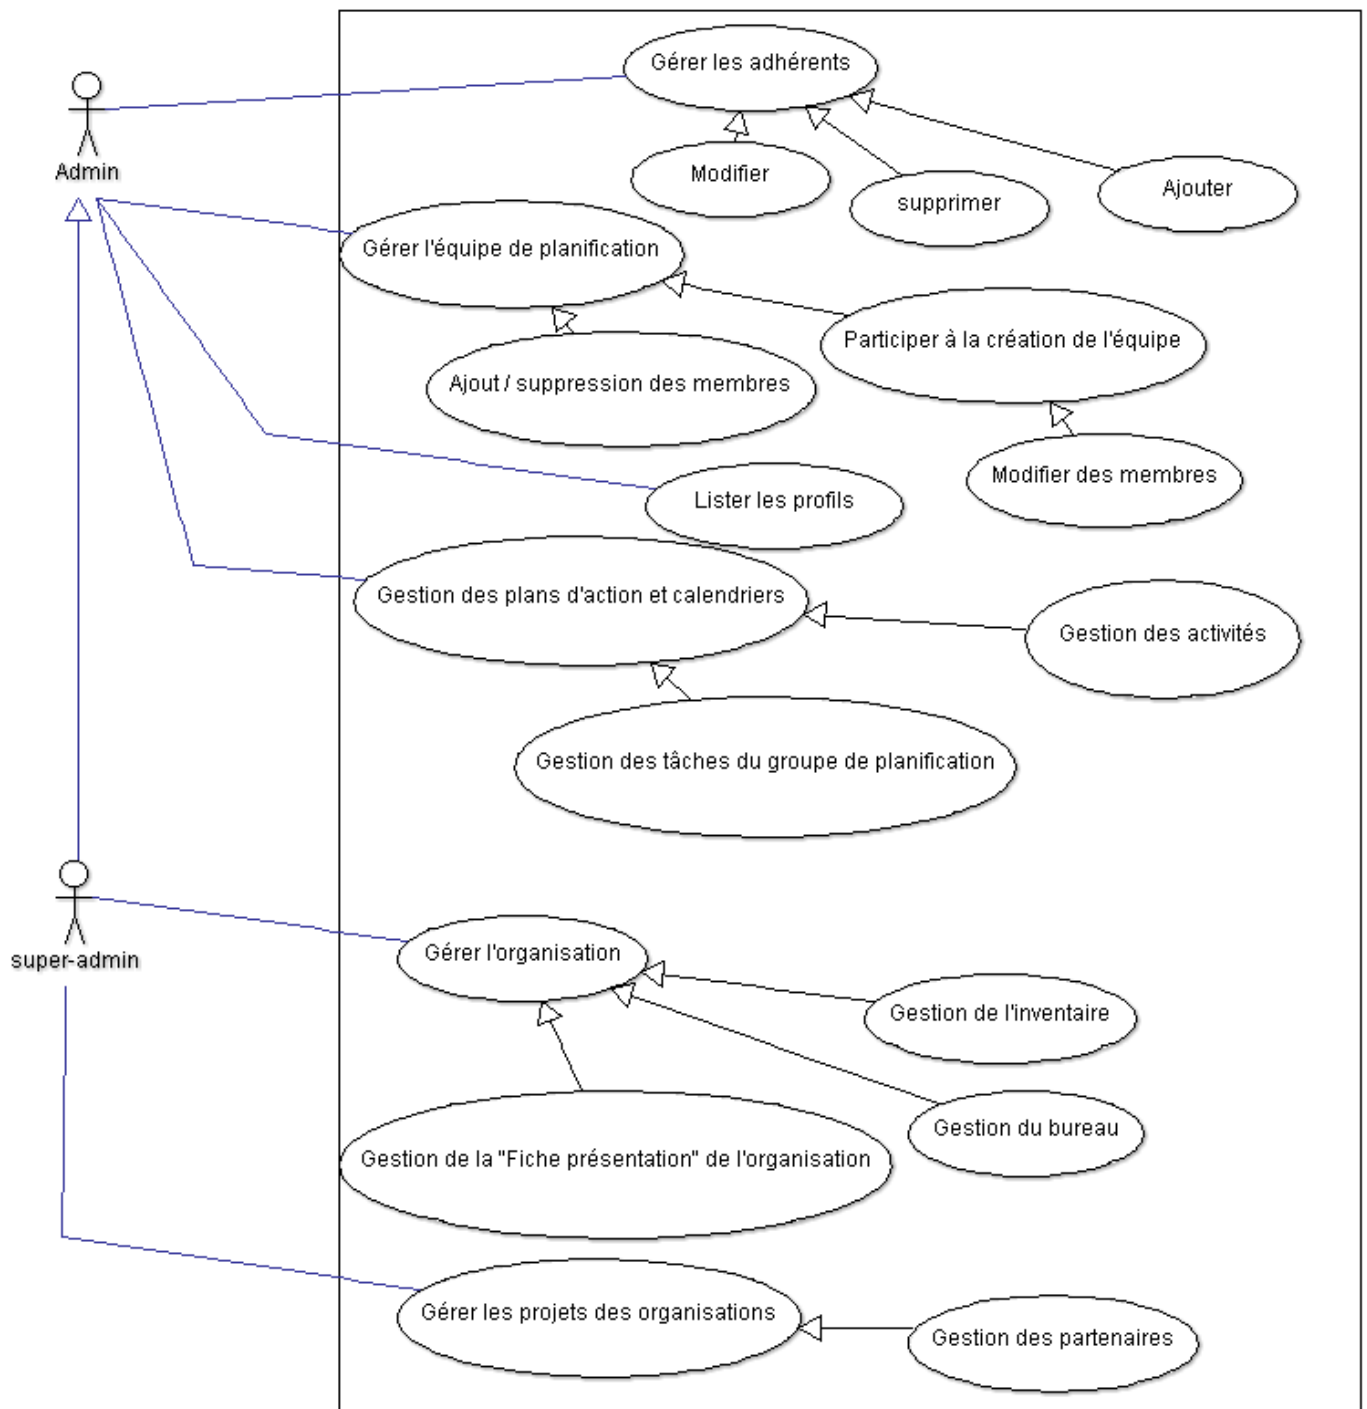 Gérer les adhérents
Admin
Modifier
supprimer
Ajouter
Gérer l'équipe de planification
Participer à la création de l'équipe
Ajout / suppression des membres
Modifier des membres
Lister les profils
Gestion des plans d'action et calendriers
Gestion des activités
Gestion des tâches du groupe de planification
super-admin
Gérer l'organisation
Gestion de l'inventaire
Gestion du bureau
Gestion de la "Fiche présentation" de l'organisation
Gérer les projets des organisations
Gestion des partenaires